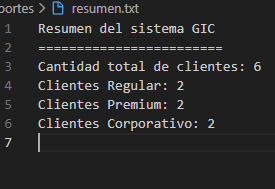 portes > resumen.txt
1 Resumen del sistema GIC
2 ========================
3 Cantidad total de clientes: 6
4 Clientes Regular: 2
5 Clientes Premium: 2
6 Clientes Corporativo: 2
7